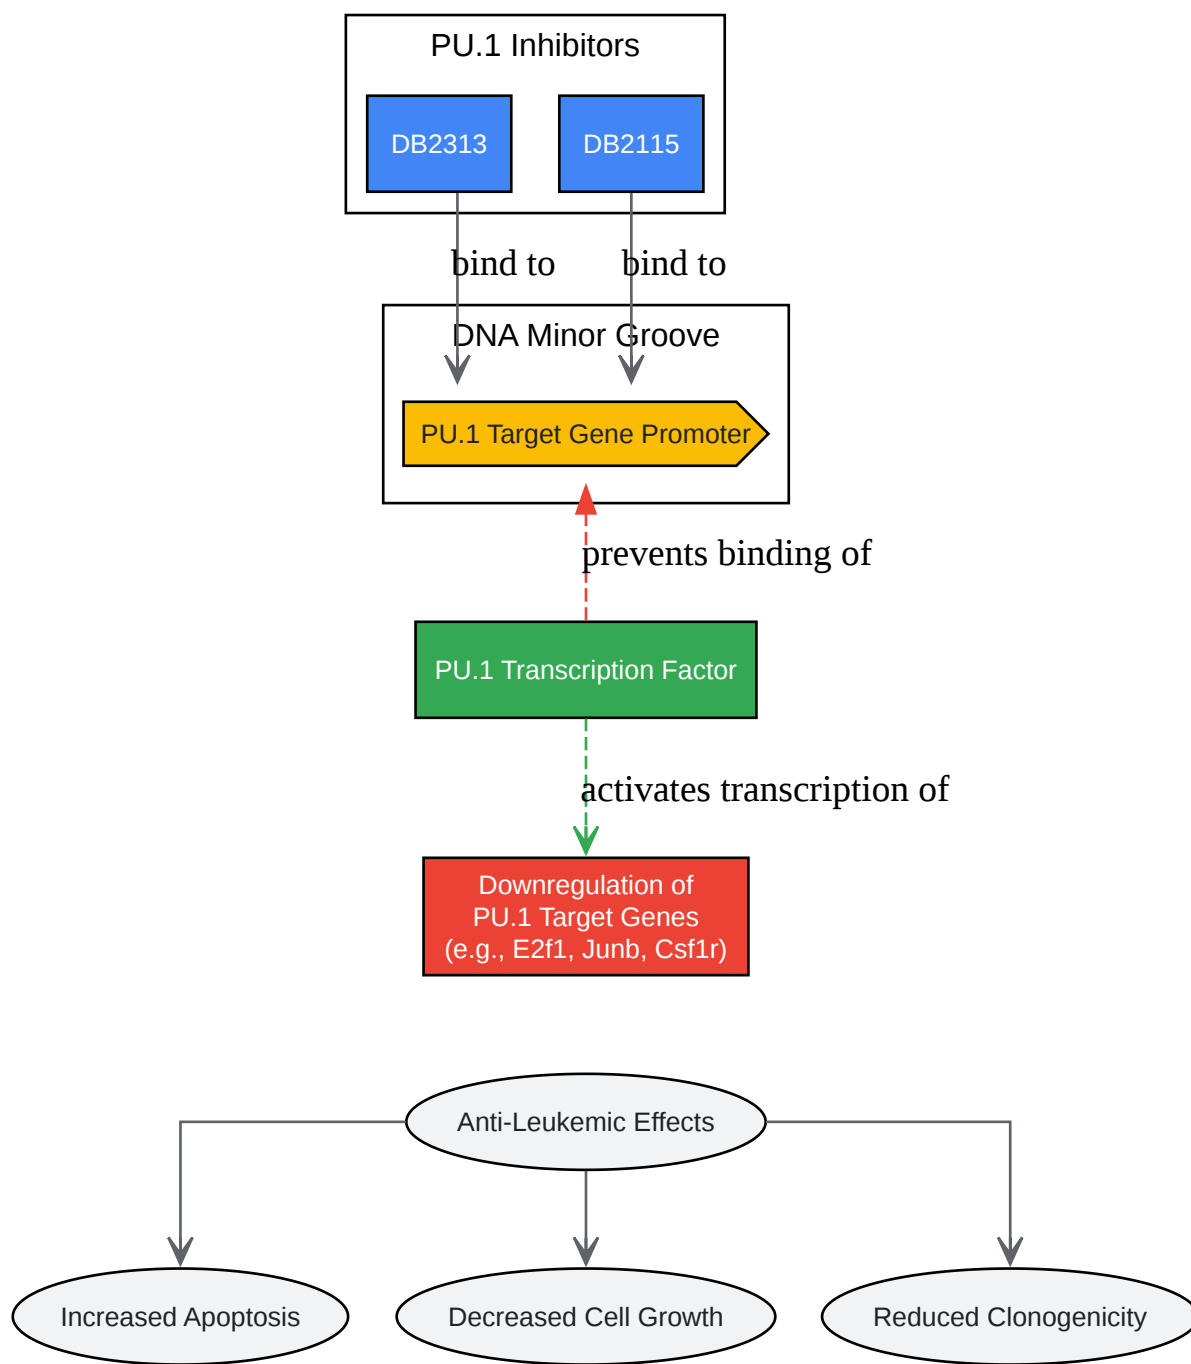 PU.1 Inhibitors
DB2313
DB2115
bind to
bind to
DNA Minor Groove
PU.1 Target Gene Promoter
prevents binding of
PU.1 Transcription Factor
activates transcription of
Downregulation of
PU.1 Target Genes
(e.g., E2f1, Junb, Csf1r)
Anti-Leukemic Effects
Increased Apoptosis
Decreased Cell Growth
Reduced Clonogenicity